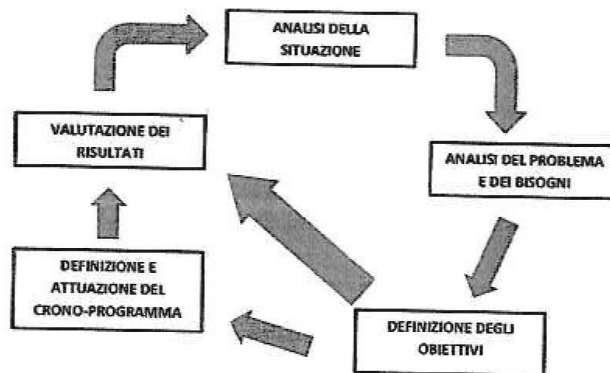 ANALISI DELLA
SITUAZIONE
VALUTAZIONE DEI
RISULTATI
ANALISI DEL PROBLEMA
E DEI BISOGNI
DEFINIZIONE E
ATTUAZIONE DEL
CRONO-PROGRAMMA
DEFINIZIONE DEGLI
OBIETTIVI